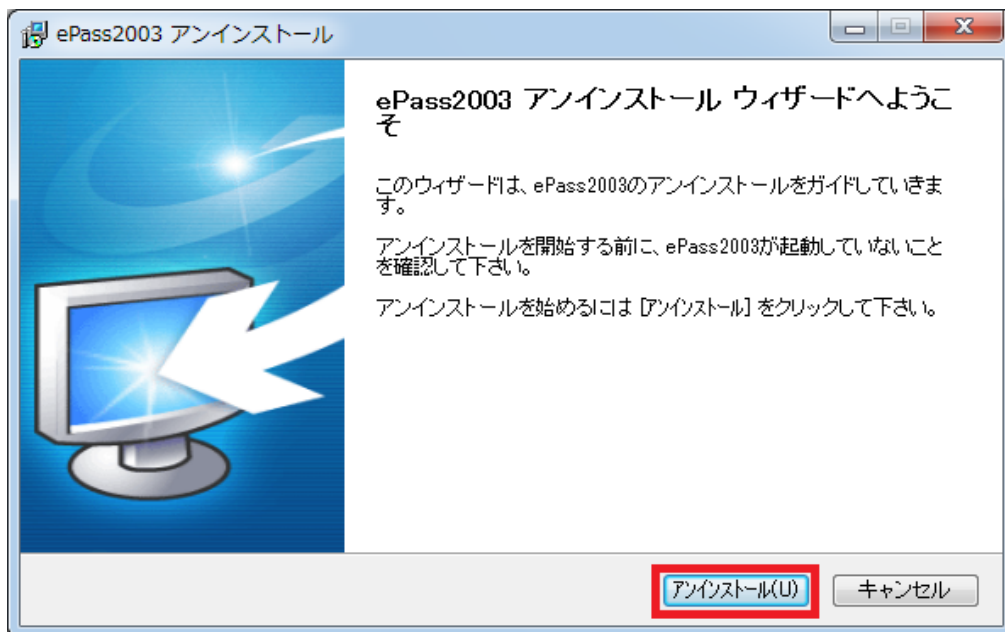 ePass2003 アンインストール
ePass2003 アンインストール ウィザードへようこ
そ
このウィザードは、ePass2003のアンインストールをガイドしていきま
す。
アンインストールを開始する前に、ePass2003が起動していないこと
を確認して下さい。
アンインストールを始めるには [アンインストール] をクリックして下さい。
アンインストール(U)
キャンセル